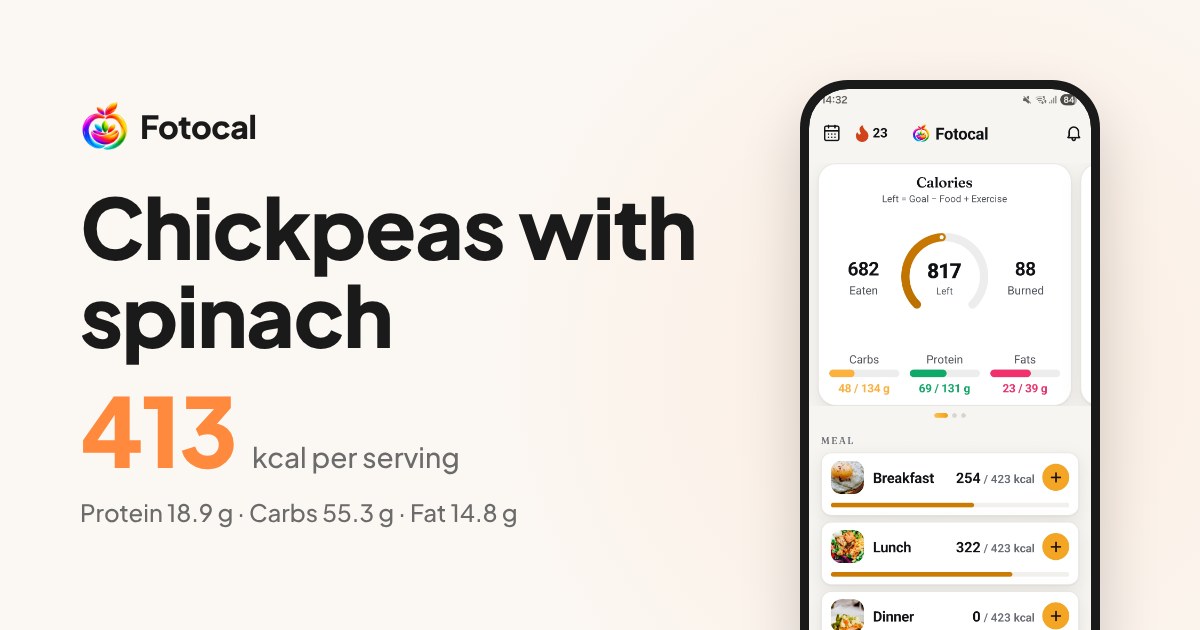 Fotocal
Chickpeas with
spinach
413 kcal per serving
Protein 18.9 g · Carbs 55.3 g · Fat 14.8 g
14:32
84
23
Fotocal
Calories
Left = Goal - Food + Exercise
682
Eaten
817
Left
88
Burned
Carbs
Protein
Fats
48 / 134 g
69 / 131 g
23 / 39 g
MEAL
Breakfast 254 / 423 kcal +
Lunch 322 / 423 kcal +
Dinner 0 / 423 kcal +